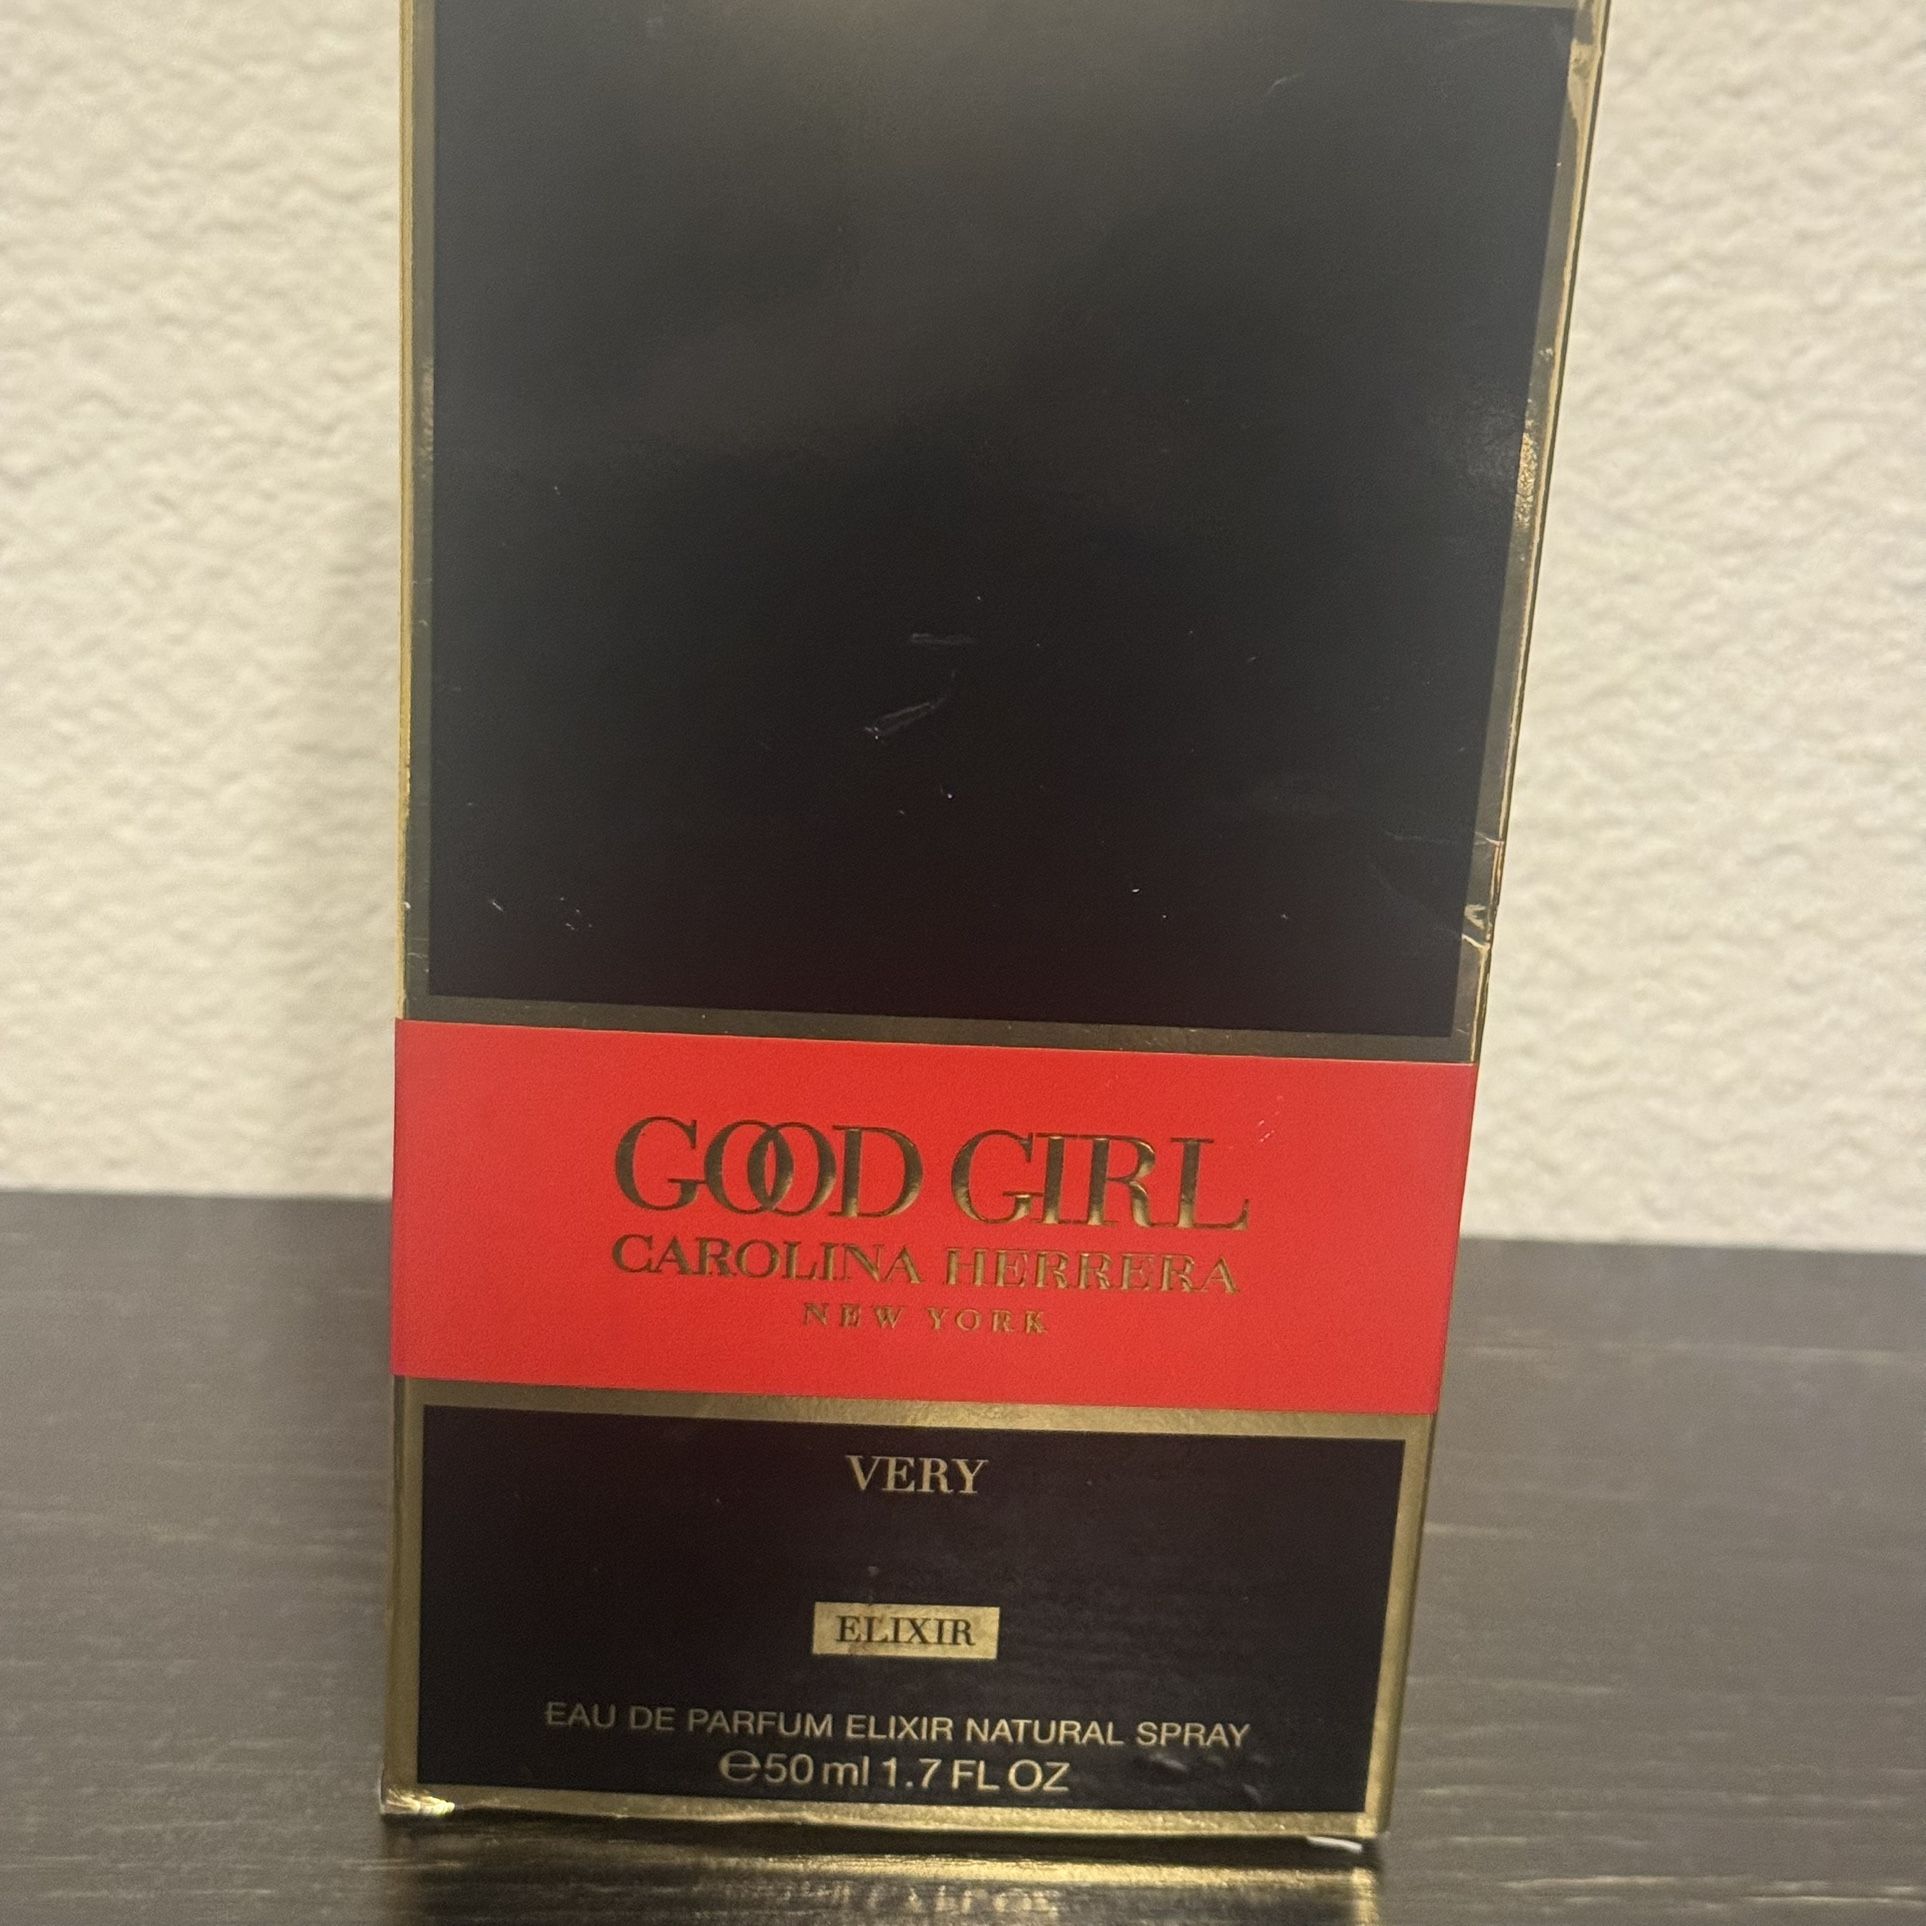 GOOD GIRL
CAROLINA HERRERA
NEW YORK
VERY
ELIXIR
EAU DE PARFUM ELIXIR NATURAL SPRAY
℮50 ml 1.7 FL OZ